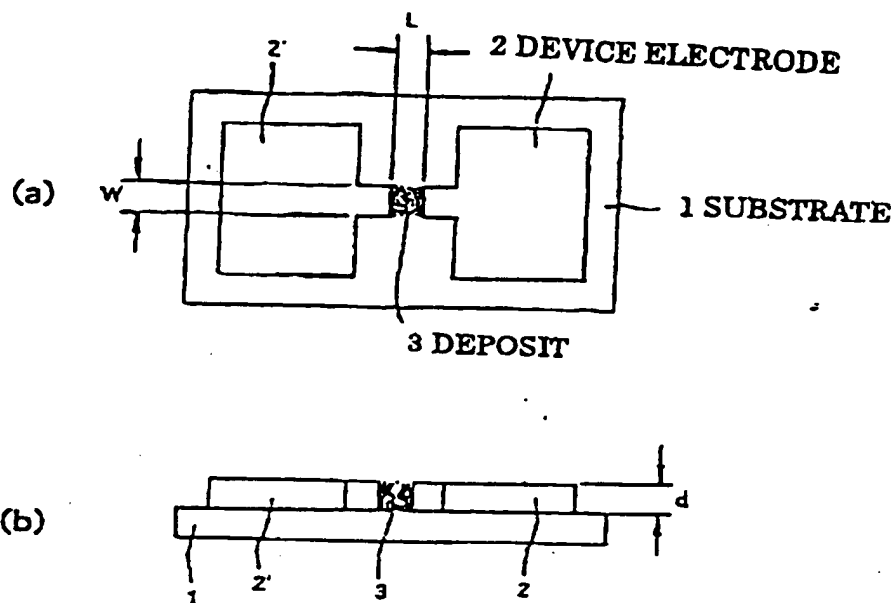 L
2'
2 DEVICE ELECTRODE
(a)
W
1 SUBSTRATE
3 DEPOSIT
(b)
d
1
2'
3
2